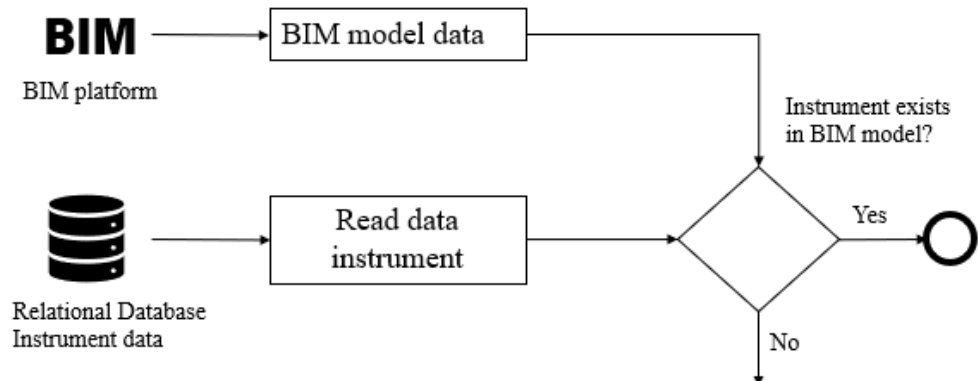 BIM
BIM platform
BIM model data
Instrument exists
in BIM model?
Relational Database
Instrument data
Read data
instrument
Yes
No